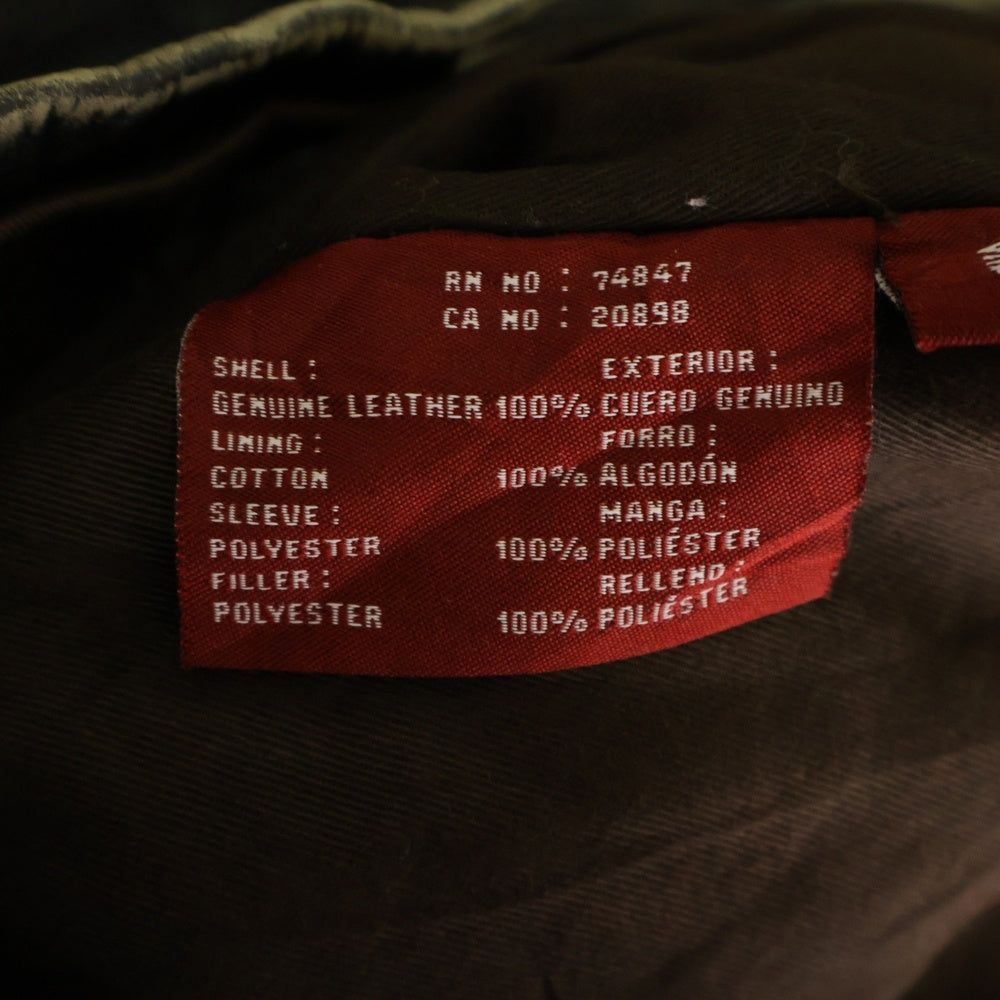 RN NO : 74847
CA NO : 20898
SHELL : EXTERIOR :
GENUINE LEATHER 100% CUERO GENUINO
LINING : FORRO :
COTTON 100% ALGODÓN
SLEEVE : MANGA :
POLYESTER 100% POLIÉSTER
FILLER : RELLENO :
POLYESTER 100% POLIÉSTER